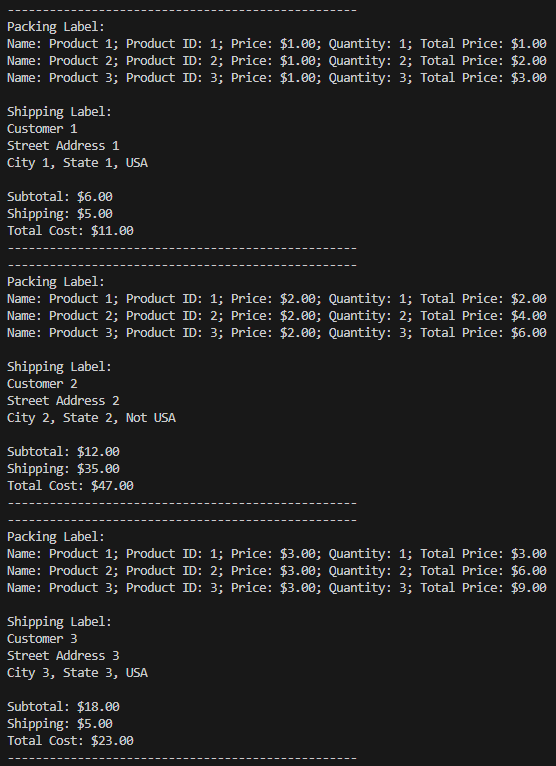 --------------------------------------------------
Packing Label:
Name: Product 1; Product ID: 1; Price: $1.00; Quantity: 1; Total Price: $1.00
Name: Product 2; Product ID: 2; Price: $1.00; Quantity: 2; Total Price: $2.00
Name: Product 3; Product ID: 3; Price: $1.00; Quantity: 3; Total Price: $3.00

Shipping Label:
Customer 1
Street Address 1
City 1, State 1, USA

Subtotal: $6.00
Shipping: $5.00
Total Cost: $11.00
--------------------------------------------------
--------------------------------------------------
Packing Label:
Name: Product 1; Product ID: 1; Price: $2.00; Quantity: 1; Total Price: $2.00
Name: Product 2; Product ID: 2; Price: $2.00; Quantity: 2; Total Price: $4.00
Name: Product 3; Product ID: 3; Price: $2.00; Quantity: 3; Total Price: $6.00

Shipping Label:
Customer 2
Street Address 2
City 2, State 2, Not USA

Subtotal: $12.00
Shipping: $35.00
Total Cost: $47.00
--------------------------------------------------
--------------------------------------------------
Packing Label:
Name: Product 1; Product ID: 1; Price: $3.00; Quantity: 1; Total Price: $3.00
Name: Product 2; Product ID: 2; Price: $3.00; Quantity: 2; Total Price: $6.00
Name: Product 3; Product ID: 3; Price: $3.00; Quantity: 3; Total Price: $9.00

Shipping Label:
Customer 3
Street Address 3
City 3, State 3, USA

Subtotal: $18.00
Shipping: $5.00
Total Cost: $23.00
--------------------------------------------------